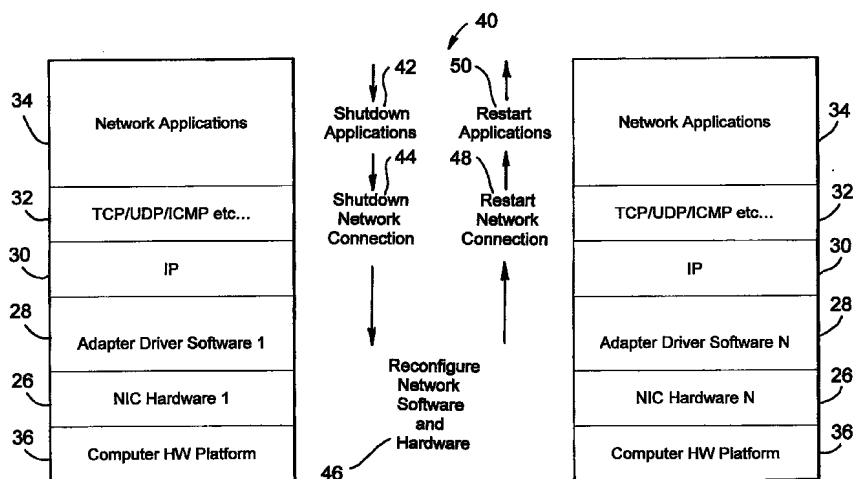 40
42
50
34
Network Applications
Shutdown
Applications
Restart
Applications
Network Applications
34
44
48
32
TCP/UDP/ICMP etc...
Shutdown
Network
Connection
Restart
Network
Connection
TCP/UDP/ICMP etc...
32
30
IP
IP
30
28
Adapter Driver Software 1
Adapter Driver Software N
28
Reconfigure
Network
Software
and
Hardware
26
NIC Hardware 1
NIC Hardware N
26
36
Computer HW Platform
46
Computer HW Platform
36